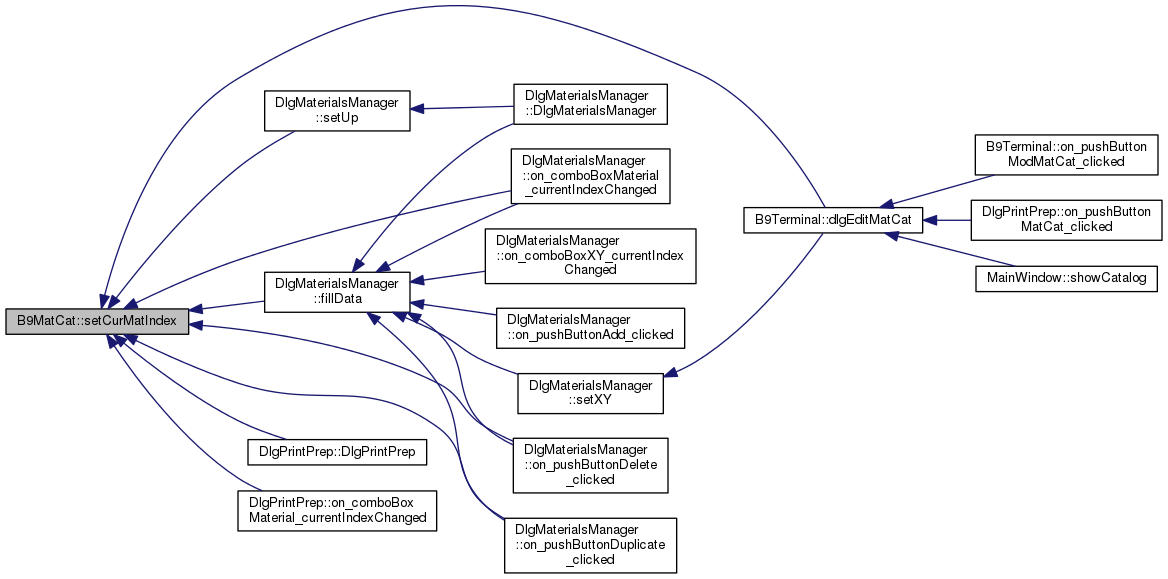 B9MatCat::setCurMatIndex
DlgMaterialsManager
::setUp
DlgMaterialsManager
::fillData
DlgPrintPrep::DlgPrintPrep
DlgPrintPrep::on_comboBox
Material_currentIndexChanged
DlgMaterialsManager
::DlgMaterialsManager
DlgMaterialsManager
::on_comboBoxMaterial
_currentIndexChanged
DlgMaterialsManager
::on_comboBoxXY_currentIndex
Changed
DlgMaterialsManager
::on_pushButtonAdd_clicked
DlgMaterialsManager
::setXY
DlgMaterialsManager
::on_pushButtonDelete
_clicked
DlgMaterialsManager
::on_pushButtonDuplicate
_clicked
B9Terminal::dlgEditMatCat
B9Terminal::on_pushButton
ModMatCat_clicked
DlgPrintPrep::on_pushButton
MatCat_clicked
MainWindow::showCatalog